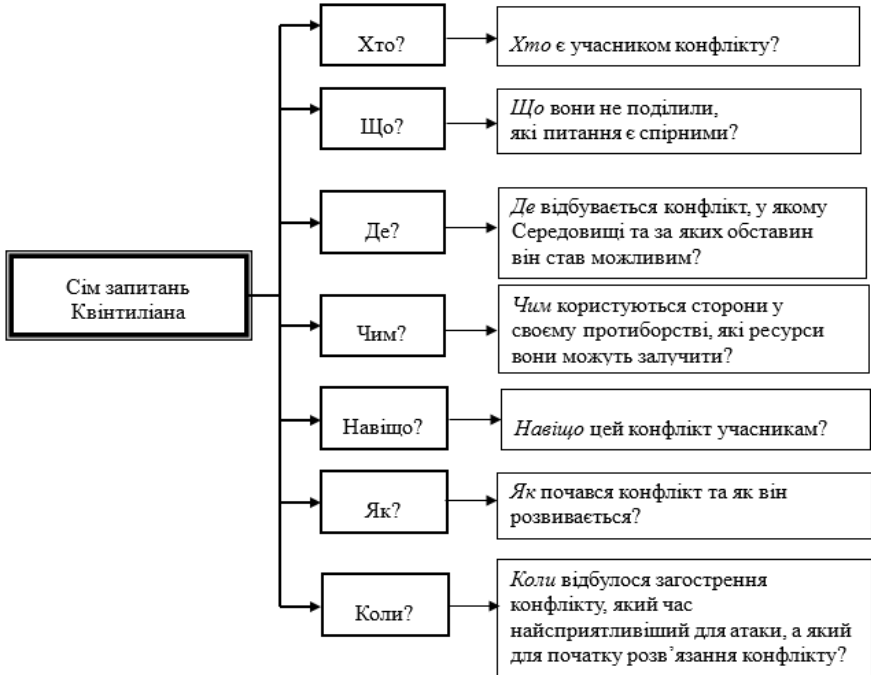 Хто?
Хто є учасником конфлікту?
Що?
Що вони не поділили,
які питання є спірними?
Де?
Де відбувається конфлікт, у якому
Середовищі та за яких обставин
він став можливим?
Сім запитань
Квінтиліана
Чим?
Чим користуються сторони у
своєму протиборстві, які ресурси
вони можуть залучити?
Навіщо?
Навіщо цей конфлікт учасникам?
Як?
Як почався конфлікт та як він
розвивається?
Коли?
Коли відбулося загострення
конфлікту, який час
найсприятливіший для атаки, а який
для початку розв’язання конфлікту?